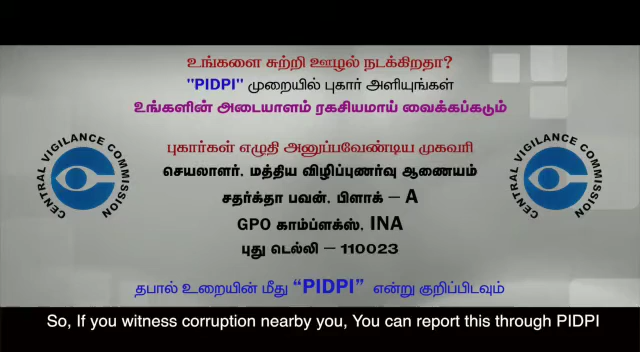 உங்களை சுற்றி ஊழல் நடக்கிறதா?
"PIDPI" முறையில் புகார் அளியுங்கள்
உங்களின் அடையாளம் ரகசியமாய் வைக்கப்படும்
புகார்கள் எழுதி அனுப்பவேண்டிய முகவரி
செயலாளர், மத்திய விழிப்புணர்வு ஆணையம்
சதர்க்தா பவன், பிளாக் – A
GPO காம்ப்ளக்ஸ், INA
புது டெல்லி – 110023
தபால் உறையின் மீது “PIDPI” என்று குறிப்பிடவும்
CENTRAL VIGILANCE COMMISSION
CENTRAL VIGILANCE COMMISSION
So, If you witness corruption nearby you, You can report this through PIDPI